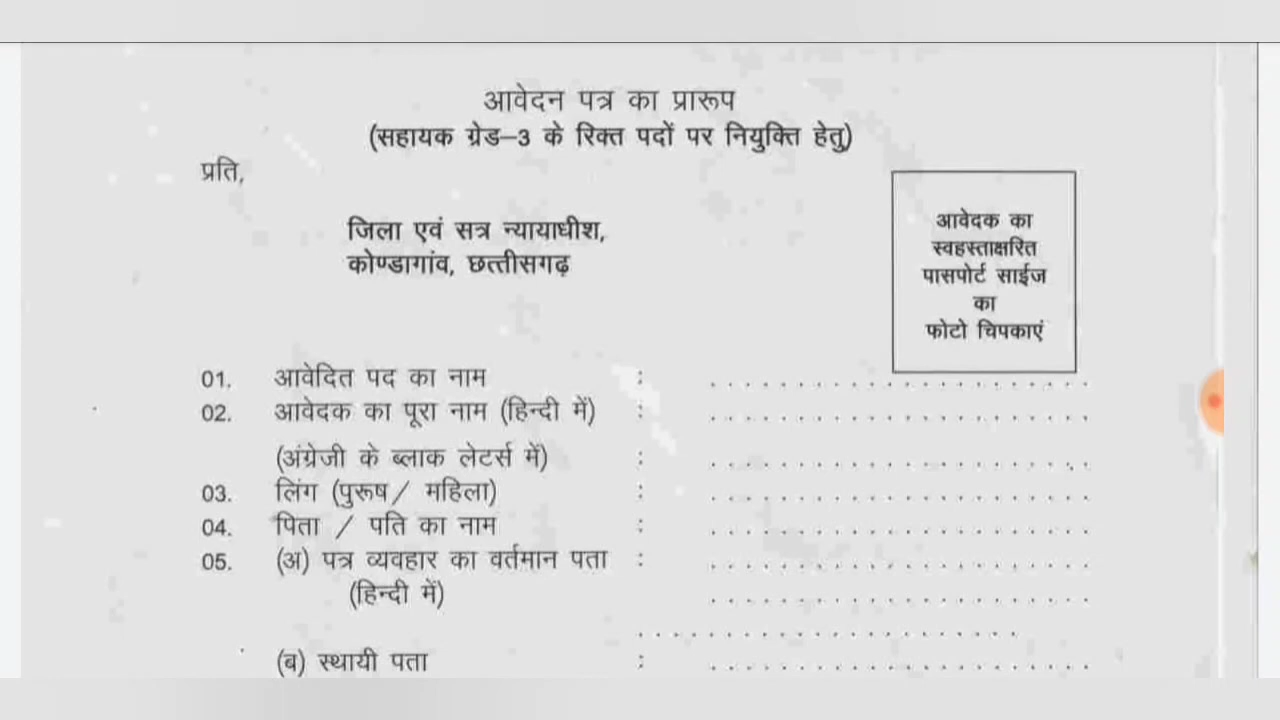 आवेदन पत्र का प्रारूप
(सहायक ग्रेड–3 के रिक्त पदों पर नियुक्ति हेतु)
प्रति,
जिला एवं सत्र न्यायाधीश,
कोण्डागांव, छत्तीसगढ़
आवेदक का
स्वहस्ताक्षरित
पासपोर्ट साईज
का
फोटो चिपकाएं
01. आवेदित पद का नाम : . . . . . . . . . . . . . . . . . . . . . .
02. आवेदक का पूरा नाम (हिन्दी में) : . . . . . . . . . . . . . . . . . . . . . .
(अंग्रेजी के ब्लाक लेटर्स में) : . . . . . . . . . . . . . . . . . . . . . .
03. लिंग (पुरूष / महिला) : . . . . . . . . . . . . . . . . . . . . . .
04. पिता / पति का नाम : . . . . . . . . . . . . . . . . . . . . . .
05. (अ) पत्र व्यवहार का वर्तमान पता : . . . . . . . . . . . . . . . . . . . . . .
(हिन्दी में) . . . . . . . . . . . . . . . . . . . . . .
. . . . . . . . . . . . . . . . . . . . . .
(ब) स्थायी पता : . . . . . . . . . . . . . . . . . . . . . .